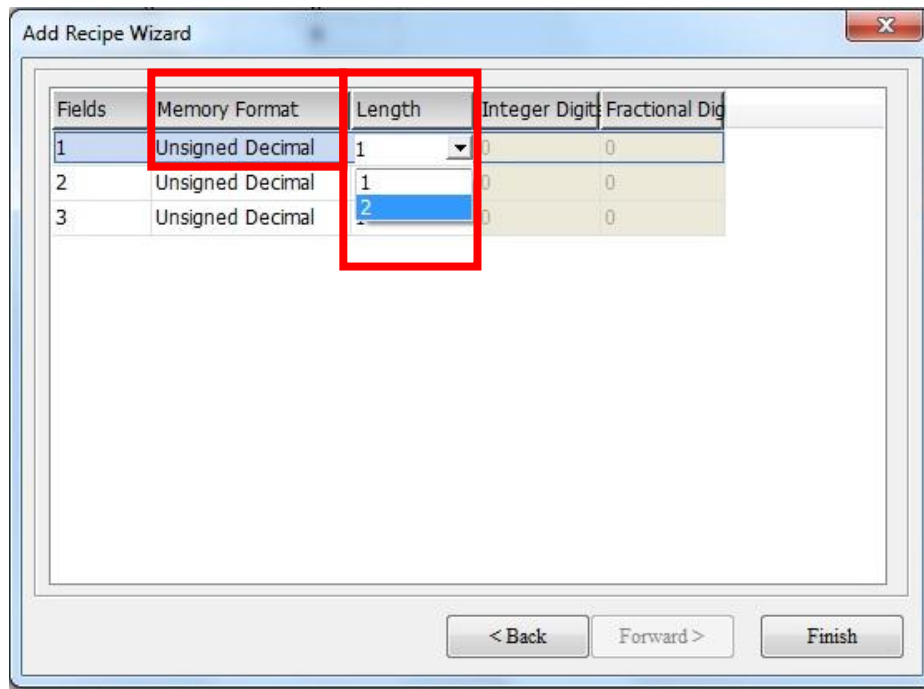 Add Recipe Wizard
Fields Memory Format Length Integer Digits Fractional Dig
1 Unsigned Decimal 1 0 0
2 Unsigned Decimal 1 0 0
3 Unsigned Decimal 2 0 0
< Back Forward > Finish